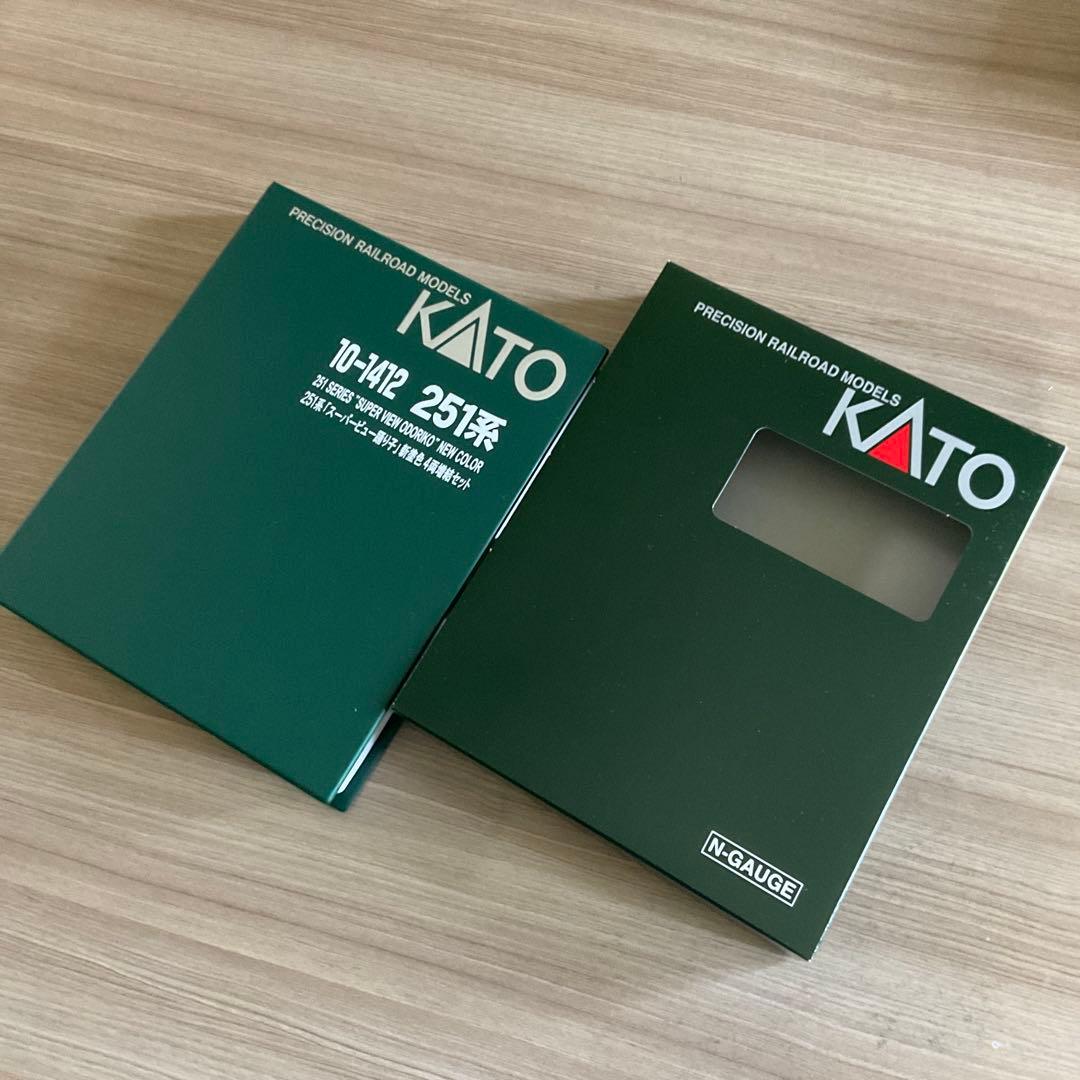 PRECISION RAILROAD MODELS
KATO
10-1412 251系
251 SERIES "SUPER VIEW ODORIKO" NEW COLOR
251系「スーパービュー踊り子」新塗色 4両増結セット
PRECISION RAILROAD MODELS
KATO
N-GAUGE